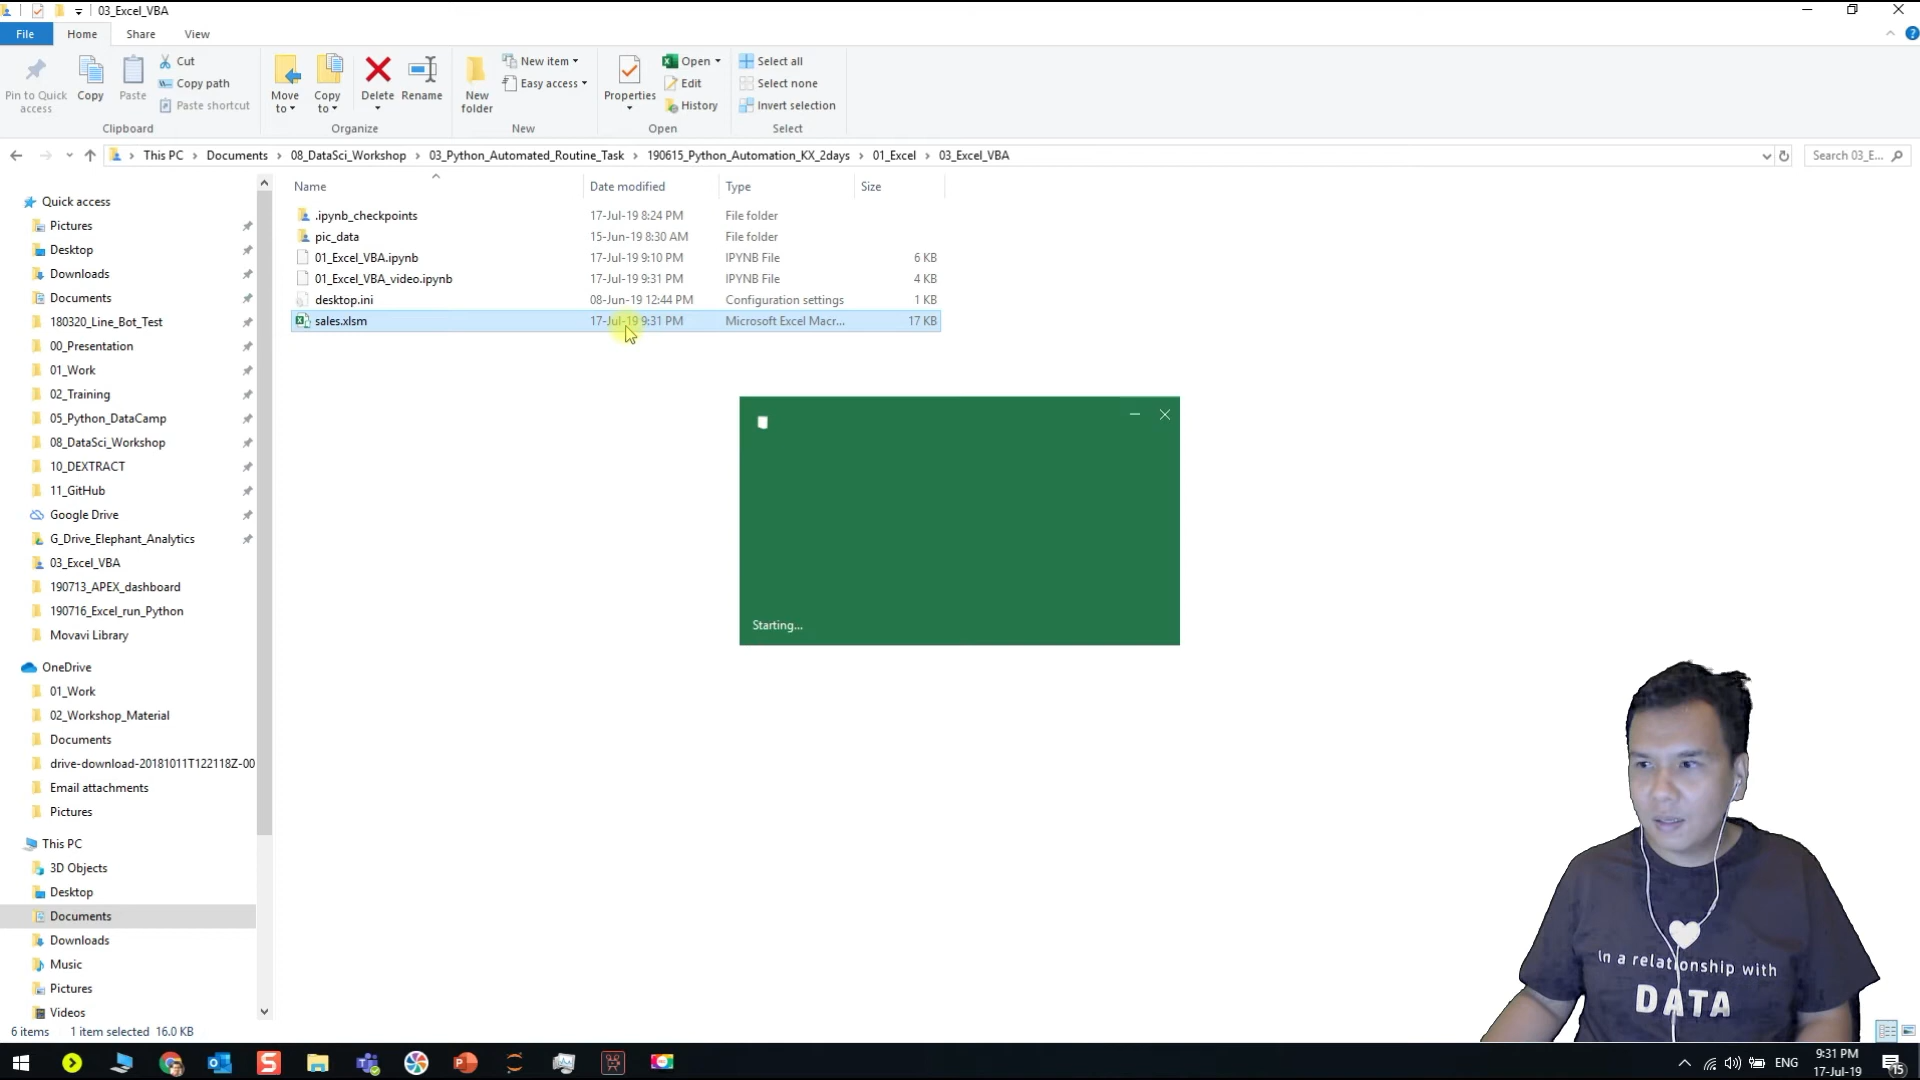 03_Excel_VBA
File Home Share View
Pin to Quick access
Copy
Paste
Cut
Copy path
Paste shortcut
Clipboard
Move to
Copy to
Delete
Rename
Organize
New folder
New item
Easy access
New
Properties
Open
Edit
History
Open
Select all
Select none
Invert selection
Select
This PC > Documents > 08_DataSci_Workshop > 03_Python_Automated_Routine_Task > 190615_Python_Automation_KX_2days > 01_Excel > 03_Excel_VBA
Search 03_E...
Name Date modified Type Size
.ipynb_checkpoints 17-Jul-19 8:24 PM File folder
pic_data 15-Jun-19 8:30 AM File folder
01_Excel_VBA.ipynb 17-Jul-19 9:10 PM IPYNB File 6 KB
01_Excel_VBA_video.ipynb 17-Jul-19 9:31 PM IPYNB File 4 KB
desktop.ini 08-Jun-19 12:44 PM Configuration settings 1 KB
sales.xlsm 17-Jul-19 9:31 PM Microsoft Excel Macr... 17 KB
Quick access
Pictures
Desktop
Downloads
Documents
180320_Line_Bot_Test
00_Presentation
01_Work
02_Training
05_Python_DataCamp
08_DataSci_Workshop
10_DEXTRACT
11_GitHub
Google Drive
G_Drive_Elephant_Analytics
03_Excel_VBA
190713_APEX_dashboard
190716_Excel_run_Python
Movavi Library
OneDrive
01_Work
02_Workshop_Material
Documents
drive-download-20181011T122118Z-00
Email attachments
Pictures
This PC
3D Objects
Desktop
Documents
Downloads
Music
Pictures
Videos
Starting...
In a relationship with
DATA
6 items 1 item selected 16.0 KB
ENG
9:31 PM
17-Jul-19
15